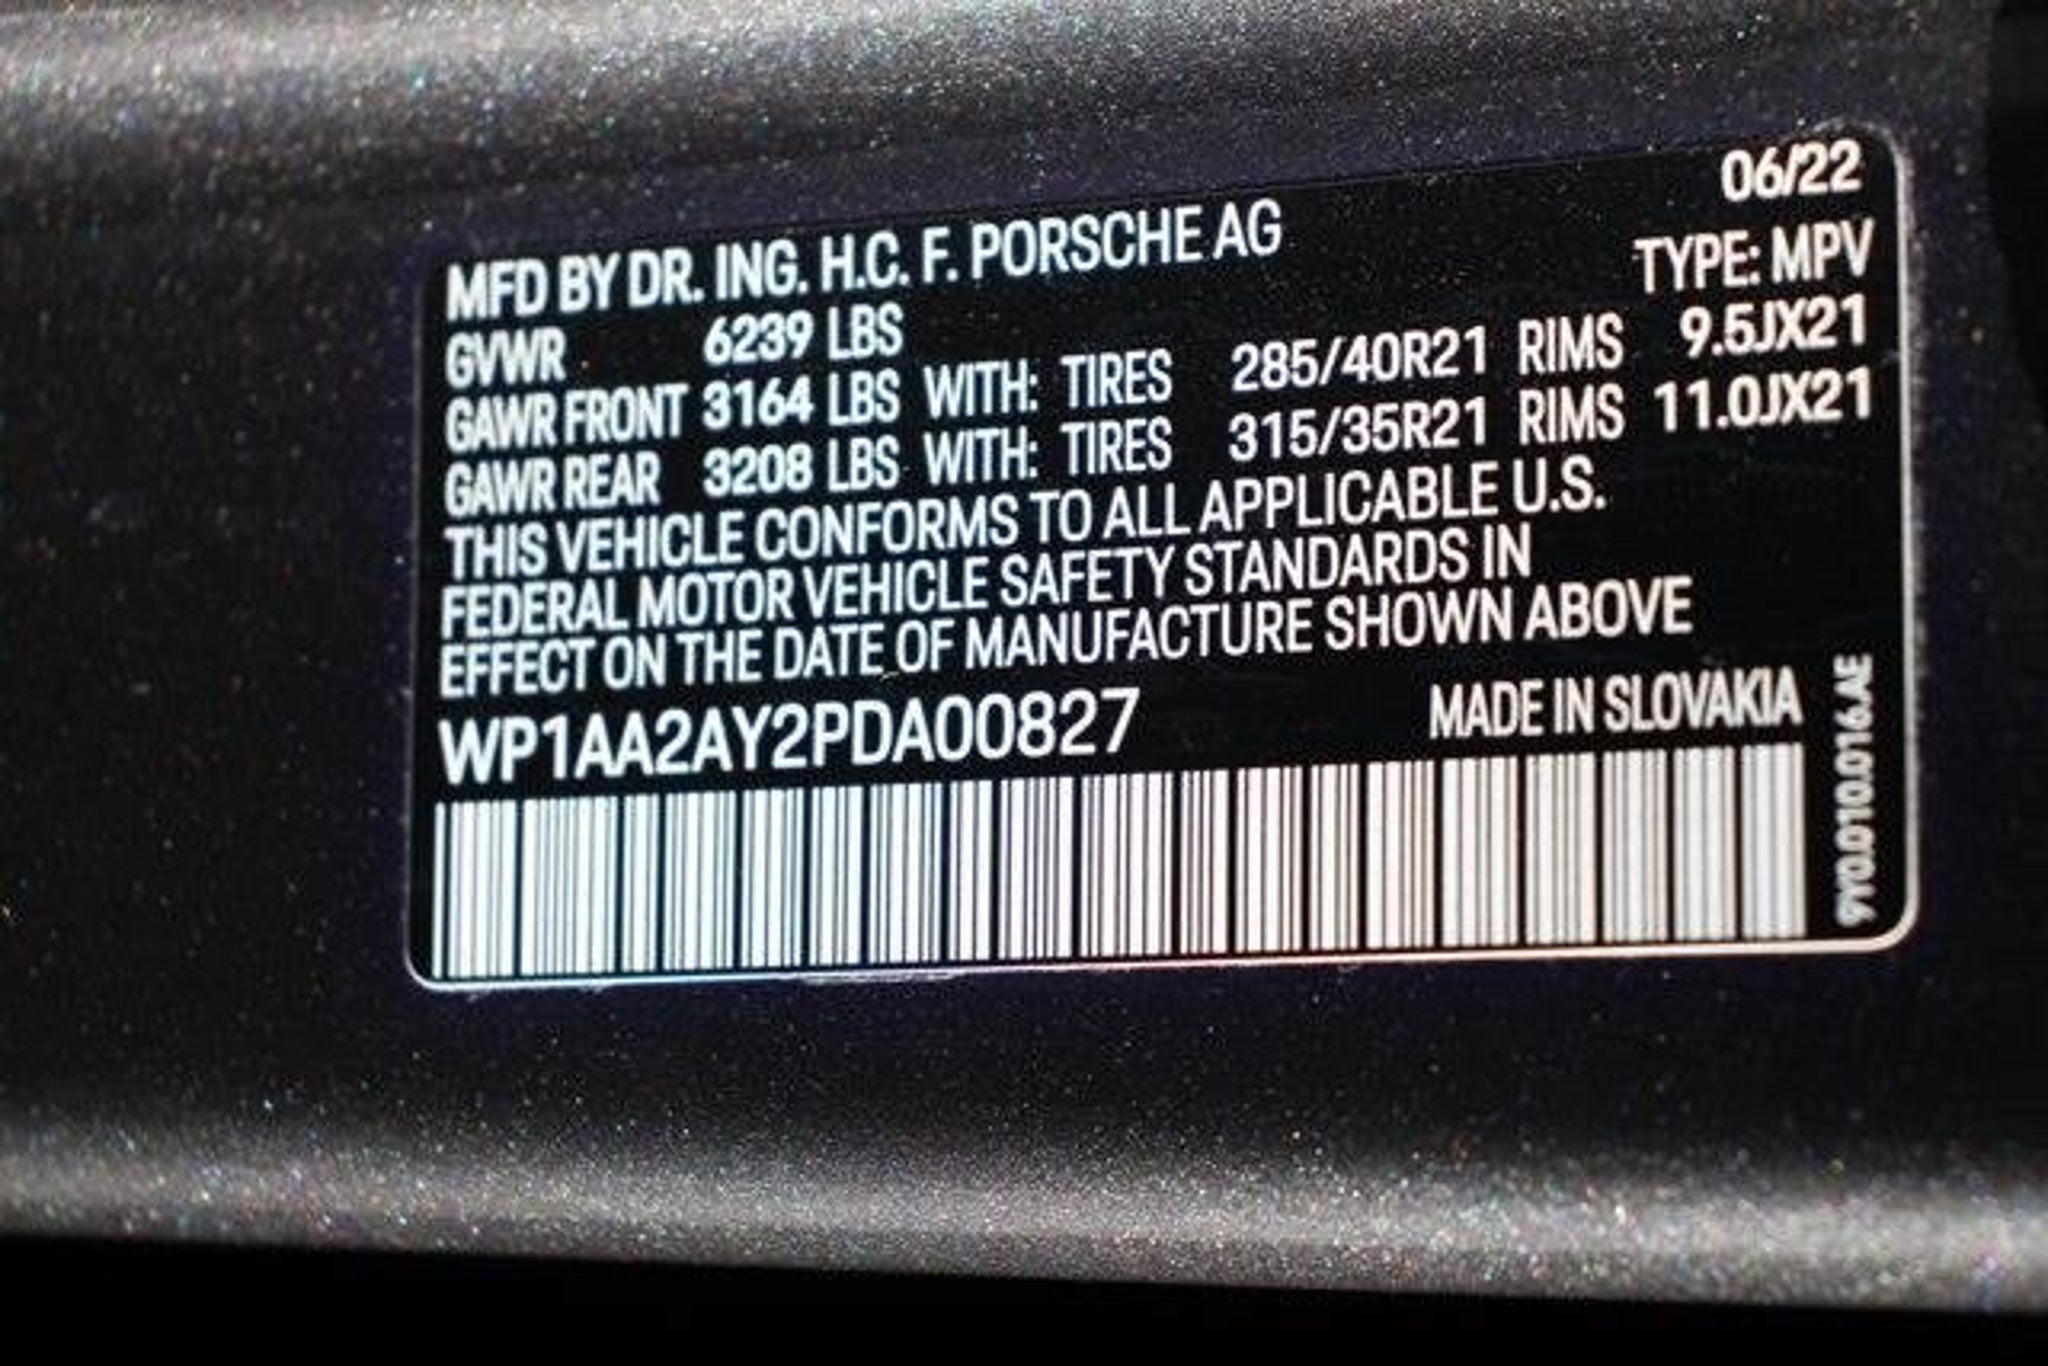 06/22
MFD BY DR. ING. H.C. F. PORSCHE AG TYPE: MPV
GVWR 6239 LBS
GAWR FRONT 3164 LBS WITH: TIRES 285/40R21 RIMS 9.5JX21
GAWR REAR 3208 LBS WITH: TIRES 315/35R21 RIMS 11.0JX21
THIS VEHICLE CONFORMS TO ALL APPLICABLE U.S.
FEDERAL MOTOR VEHICLE SAFETY STANDARDS IN
EFFECT ON THE DATE OF MANUFACTURE SHOWN ABOVE
WP1AA2AY2PDA00827 MADE IN SLOVAKIA
9Y0.010.016.AE